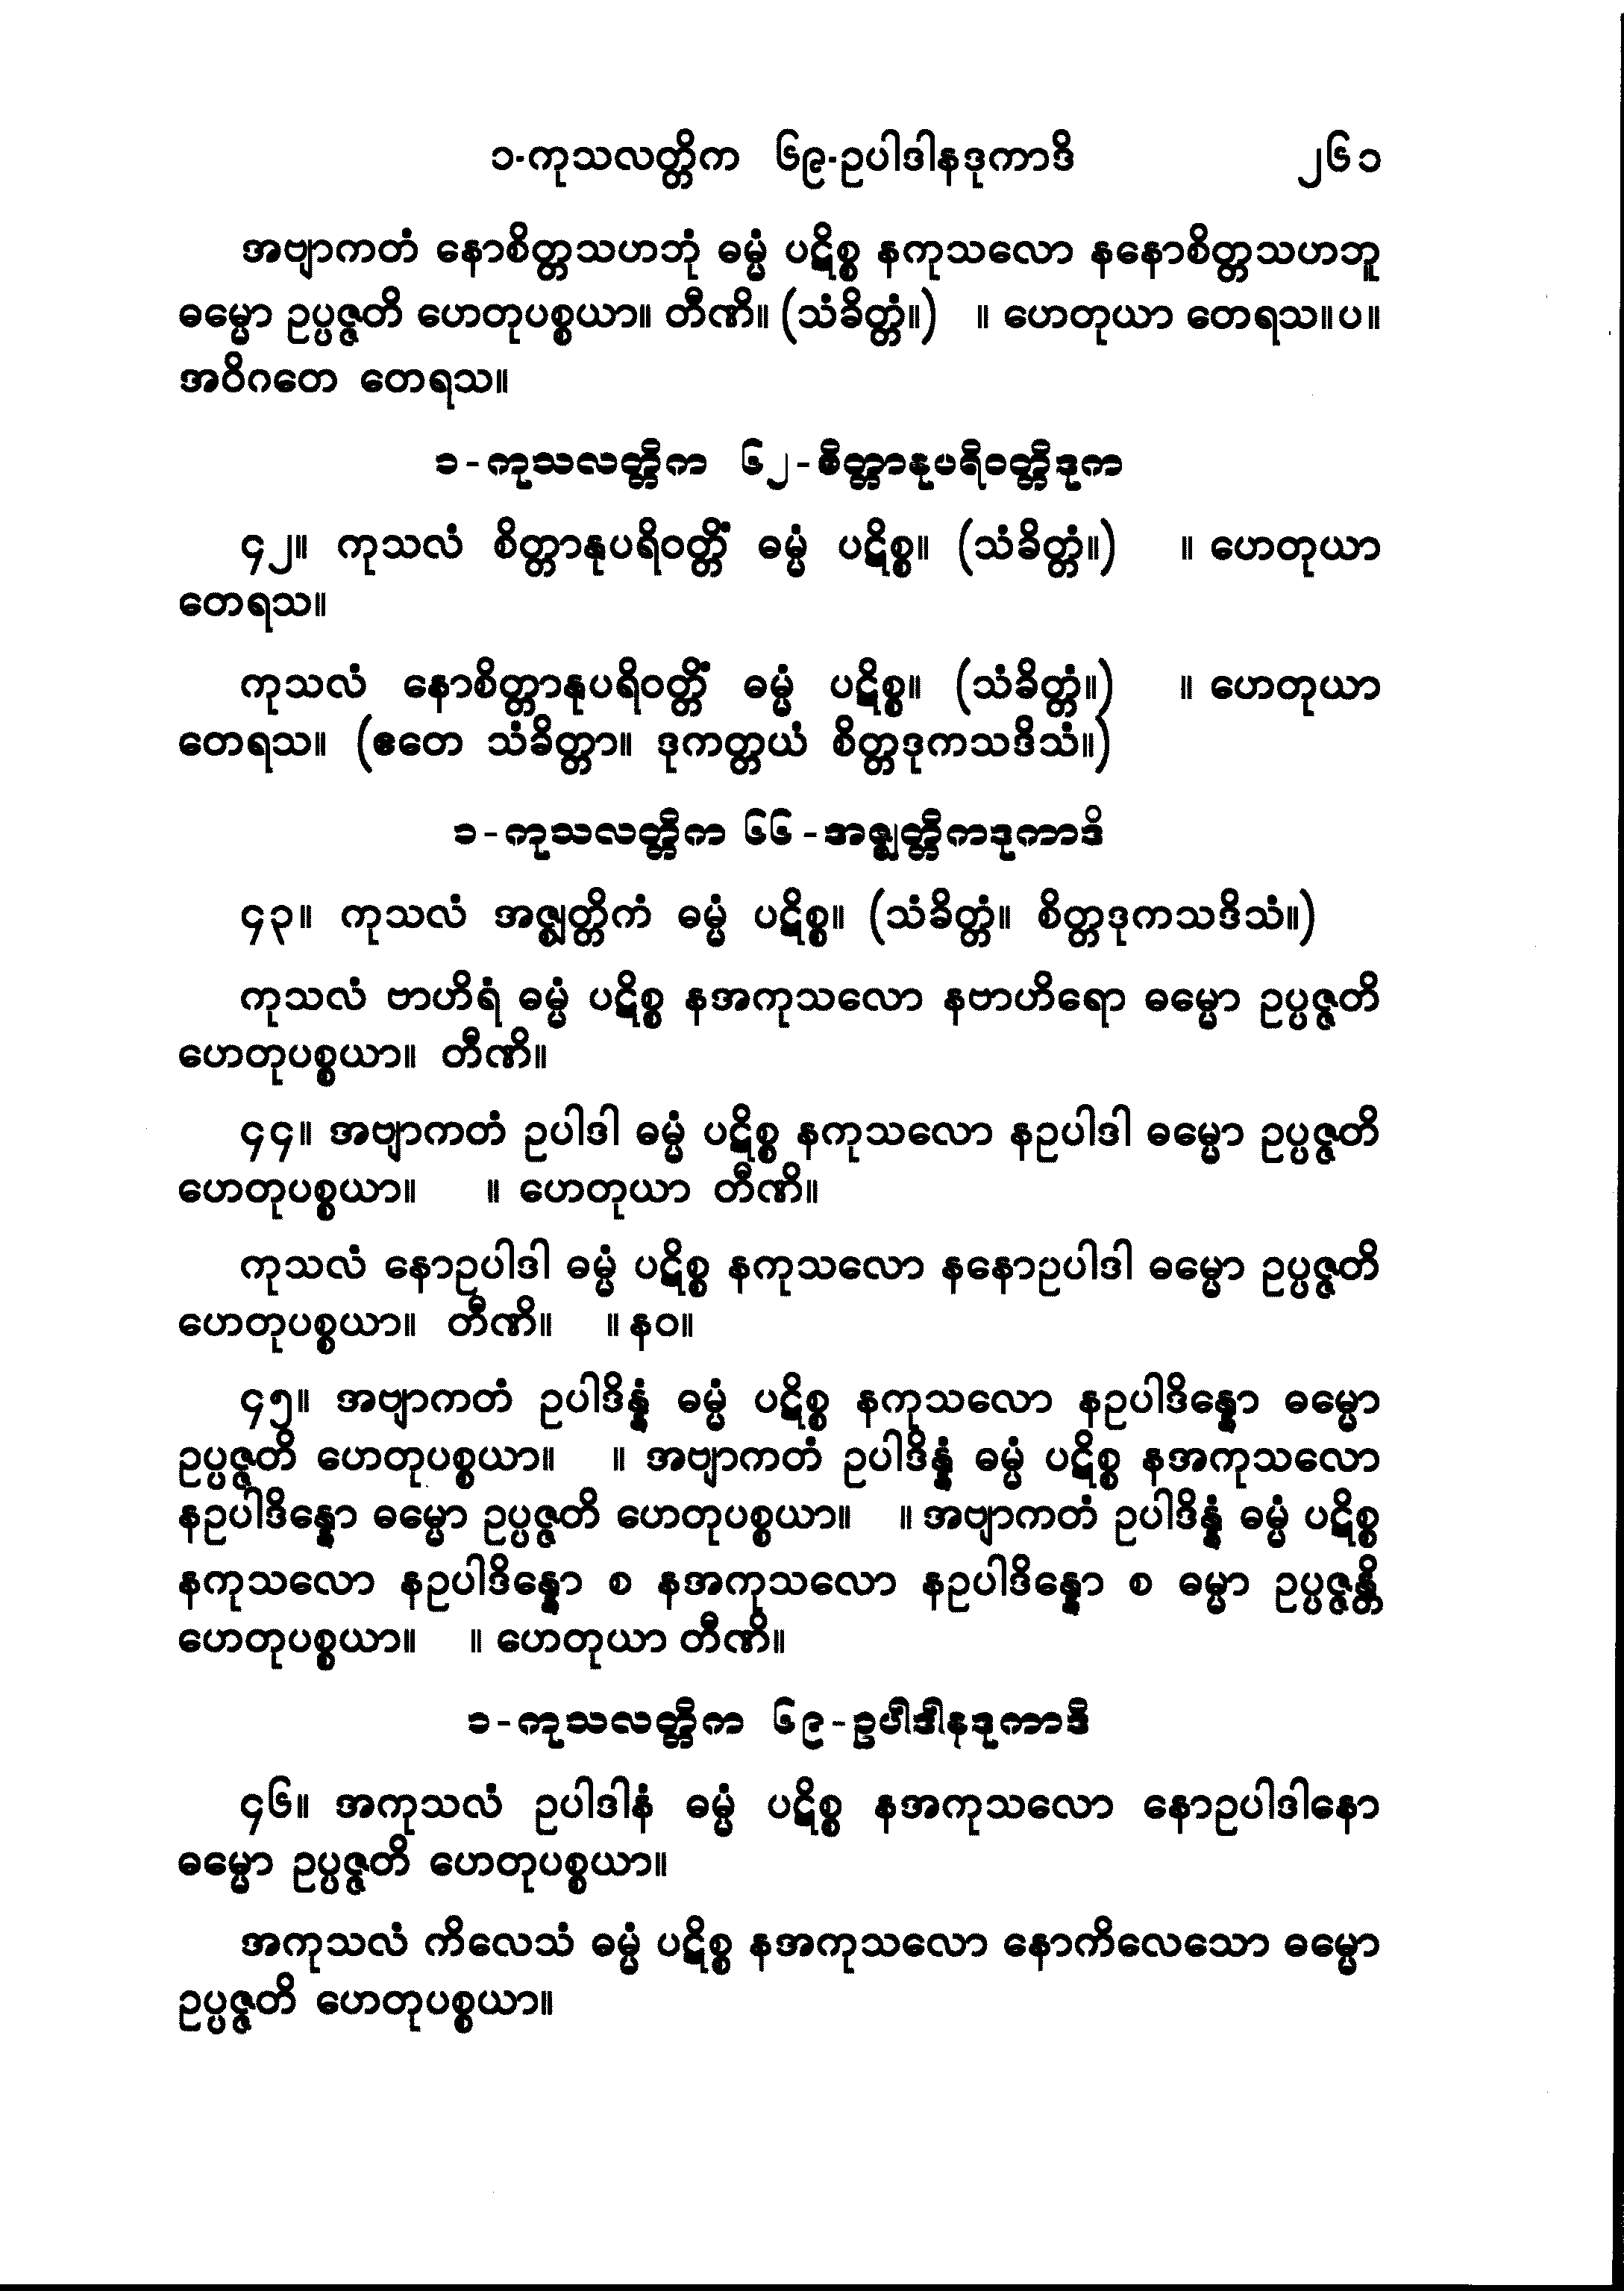 ၁-ကုသလတ္တိက ၆၉-ဥပါဒါနဒုကာဒိ ၂၆၁
အဗျာကတံ နောစိတ္တသဟဘုံ ဓမ္မံ ပဋိစ္စ နကုသလော နနောစိတ္တသဟဘူ
ဓမ္မော ဥပ္ပဇ္ဇတိ ဟေတုပစ္စယာ။ တီဏိ။ (သံခိတ္တံ။) ။ ဟေတုယာ တေရသ။ပ။
အဝိဂတေ တေရသ။
၁-ကုသလတ္တိက ၆၂-စိတ္တာနုပရိဝတ္တိဒုက
၄၂။ ကုသလံ စိတ္တာနုပရိဝတ္တိံ ဓမ္မံ ပဋိစ္စ။ (သံခိတ္တံ။) ။ ဟေတုယာ
တေရသ။
ကုသလံ နောစိတ္တာနုပရိဝတ္တိံ ဓမ္မံ ပဋိစ္စ။ (သံခိတ္တံ။) ။ ဟေတုယာ
တေရသ။ (ဧတေ သံခိတ္တာ။ ဒုကတ္တယံ စိတ္တဒုကသဒိသံ။)
၁-ကုသလတ္တိက ၆၆-အဇ္ဈတ္တိကဒုကာဒိ
၄၃။ ကုသလံ အဇ္ဈတ္တိကံ ဓမ္မံ ပဋိစ္စ။ (သံခိတ္တံ။ စိတ္တဒုကသဒိသံ။)
ကုသလံ ဗာဟိရံ ဓမ္မံ ပဋိစ္စ နအကုသလော နဗာဟိရော ဓမ္မော ဥပ္ပဇ္ဇတိ
ဟေတုပစ္စယာ။ တီဏိ။
၄၄။ အဗျာကတံ ဥပါဒါ ဓမ္မံ ပဋိစ္စ နကုသလော နဥပါဒါ ဓမ္မော ဥပ္ပဇ္ဇတိ
ဟေတုပစ္စယာ။ ။ ဟေတုယာ တီဏိ။
ကုသလံ နောဥပါဒါ ဓမ္မံ ပဋိစ္စ နကုသလော နနောဥပါဒါ ဓမ္မော ဥပ္ပဇ္ဇတိ
ဟေတုပစ္စယာ။ တီဏိ။ ။ နဝ။
၄၅။ အဗျာကတံ ဥပါဒိန္နံ ဓမ္မံ ပဋိစ္စ နကုသလော နဥပါဒိန္နော ဓမ္မော
ဥပ္ပဇ္ဇတိ ဟေတုပစ္စယာ။ ။ အဗျာကတံ ဥပါဒိန္နံ ဓမ္မံ ပဋိစ္စ နအကုသလော
နဥပါဒိန္နော ဓမ္မော ဥပ္ပဇ္ဇတိ ဟေတုပစ္စယာ။ ။ အဗျာကတံ ဥပါဒိန္နံ ဓမ္မံ ပဋိစ္စ
နကုသလော နဥပါဒိန္နော စ နအကုသလော နဥပါဒိန္နော စ ဓမ္မာ ဥပ္ပဇ္ဇန္တိ
ဟေတုပစ္စယာ။ ။ ဟေတုယာ တီဏိ။
၁-ကုသလတ္တိက ၆၉-ဥပါဒါနဒုကာဒိ
၄၆။ အကုသလံ ဥပါဒါနံ ဓမ္မံ ပဋိစ္စ နအကုသလော နောဥပါဒါနော
ဓမ္မော ဥပ္ပဇ္ဇတိ ဟေတုပစ္စယာ။
အကုသလံ ကိလေသံ ဓမ္မံ ပဋိစ္စ နအကုသလော နောကိလေသော ဓမ္မော
ဥပ္ပဇ္ဇတိ ဟေတုပစ္စယာ။